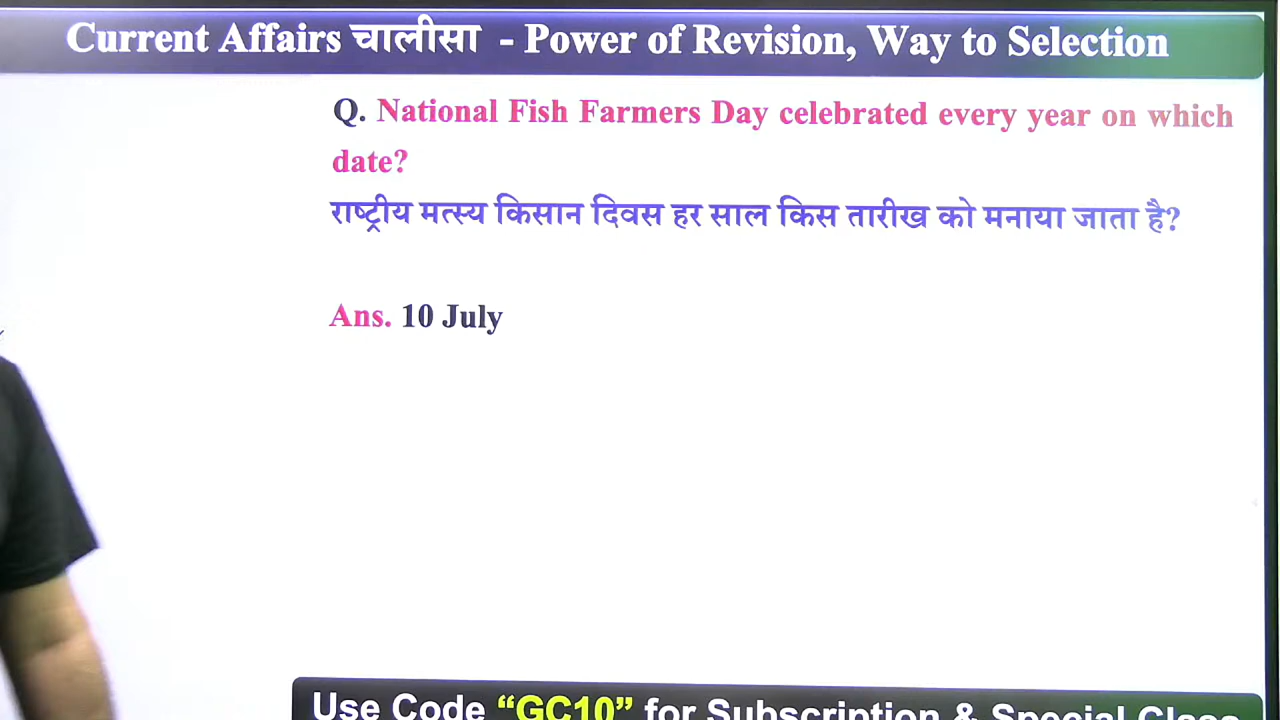 Current Affairs चालीसा - Power of Revision, Way to Selection
Q. National Fish Farmers Day celebrated every year on which
date?
राष्ट्रीय मत्स्य किसान दिवस हर साल किस तारीख को मनाया जाता है?
Ans. 10 July
Use Code “GC10” for Subscription & Special Class